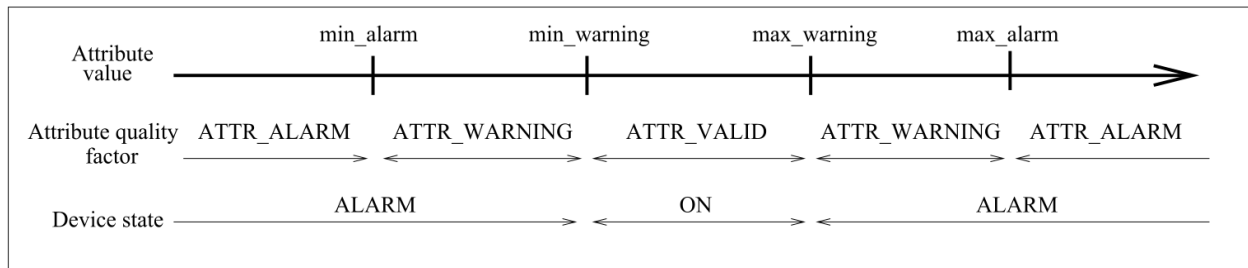 min_alarm min_warning max_warning max_alarm
Attribute
value
Attribute quality
factor
ATTR_ALARM ATTR_WARNING ATTR_VALID ATTR_WARNING ATTR_ALARM
Device state
ALARM ON ALARM